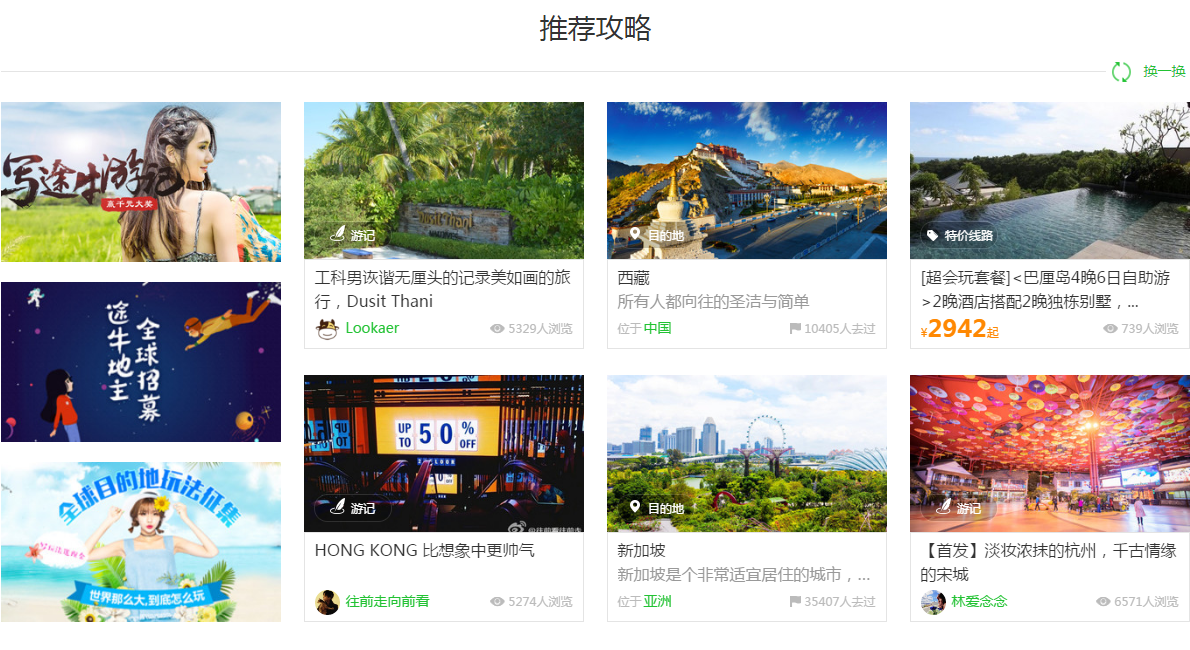 推荐攻略
换一换
写途牛游记
赢千元大奖
途牛地主
全球招募
全球目的地玩法征集
世界那么大,到底怎么玩
Dusit Thani
游记
工科男诙谐无厘头的记录美如画的旅
行，Dusit Thani
Lookaer
5329人浏览
目的地
西藏
所有人都向往的圣洁与简单
位于中国
10405人去过
特价线路
[超会玩套餐]<巴厘岛4晚6日自助游
>2晚酒店搭配2晚独栋别墅，...
¥2942起
739人浏览
UP TO 50% OFF
游记
HONG KONG 比想象中更帅气
往前走向前看
5274人浏览
目的地
新加坡
新加坡是个非常适宜居住的城市，...
位于亚洲
35407人去过
游记
【首发】淡妆浓抹的杭州，千古情缘
的宋城
林爱念念
6571人浏览